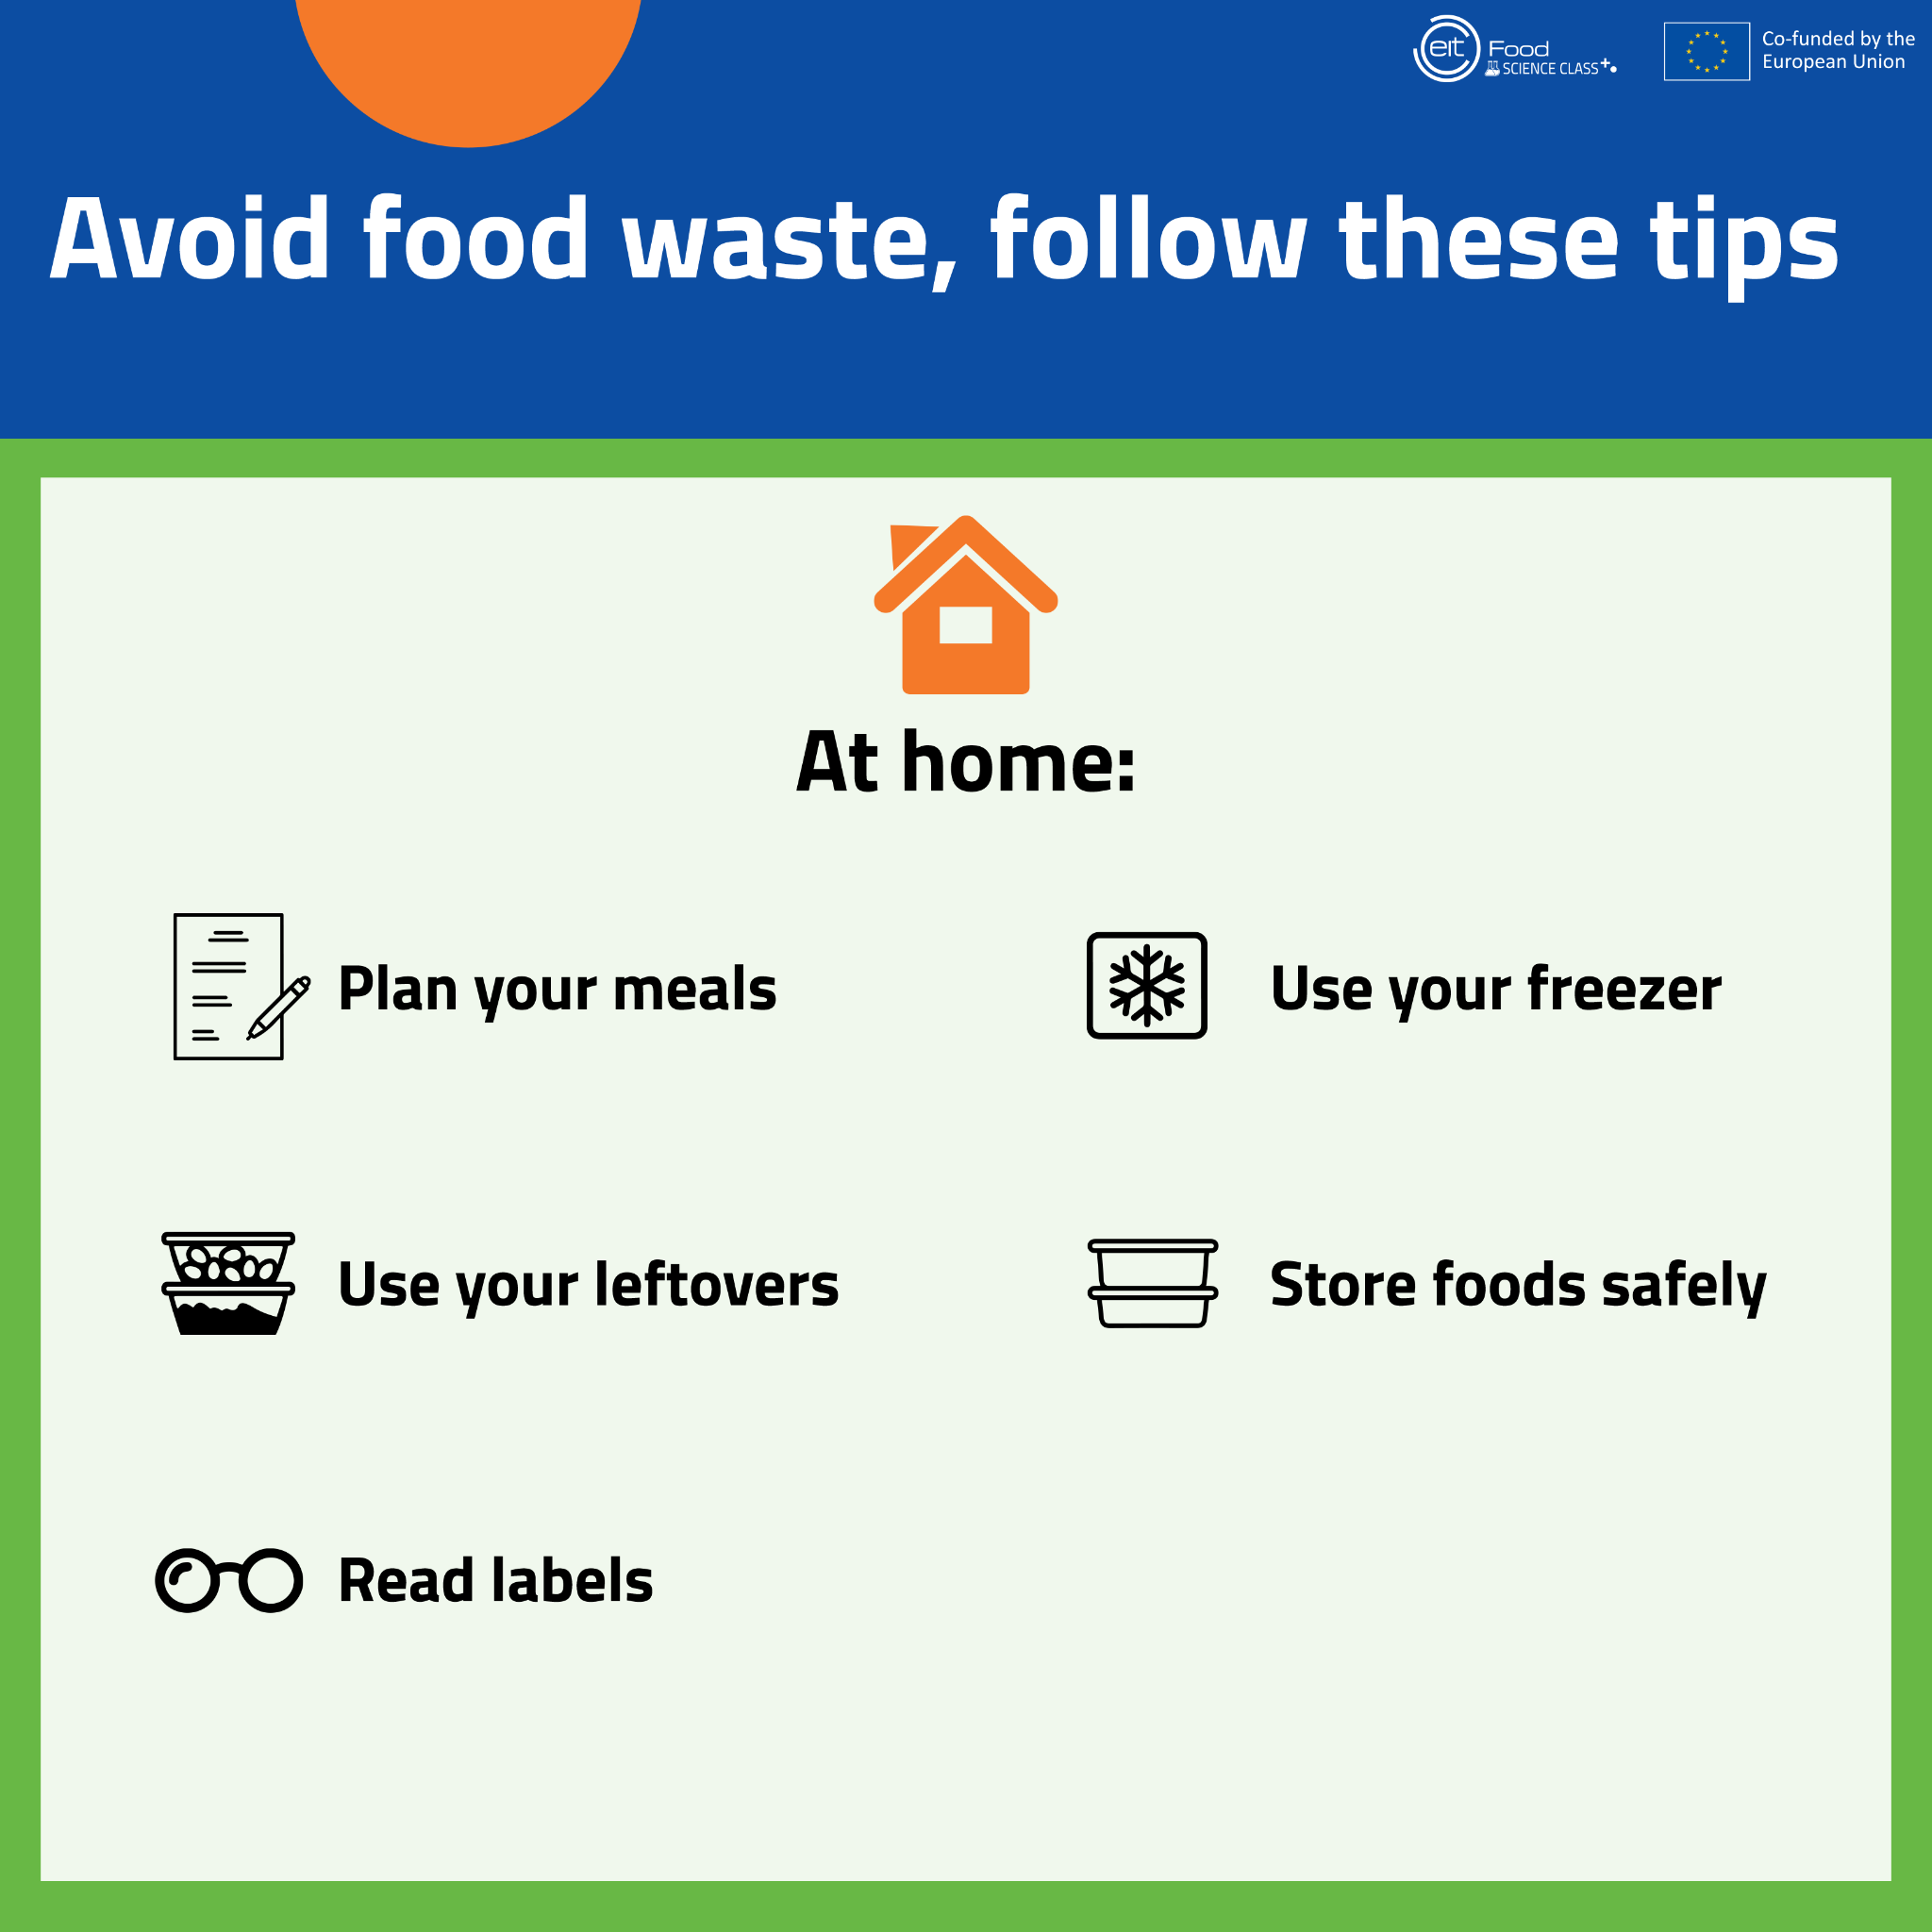 eit Food
SCIENCE CLASS
Co-funded by the
European Union
Avoid food waste, follow these tips
At home:
Plan your meals
Use your freezer
Use your leftovers
Store foods safely
Read labels